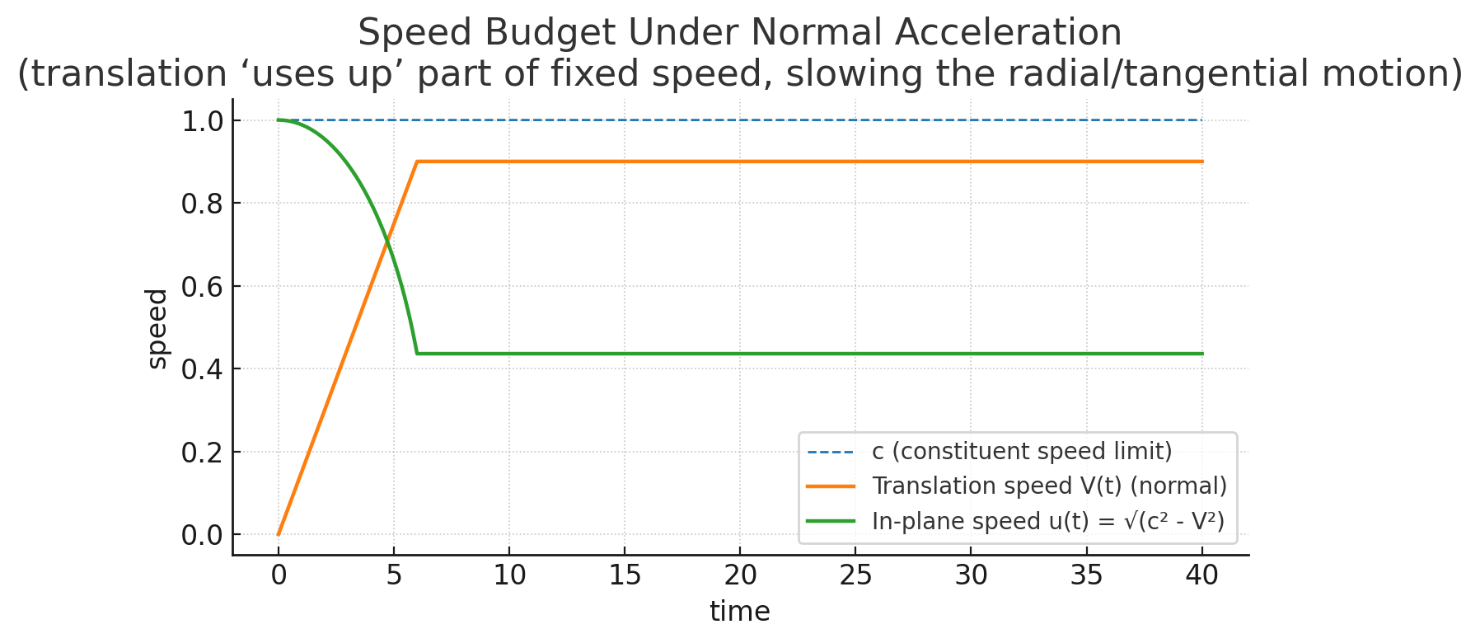 Speed Budget Under Normal Acceleration
(translation ‘uses up’ part of fixed speed, slowing the radial/tangential motion)
1.0
0.8
0.6
0.4
0.2
0.0
speed
c (constituent speed limit)
Translation speed V(t) (normal)
In-plane speed u(t) = √(c² - V²)
0 5 10 15 20 25 30 35 40
time